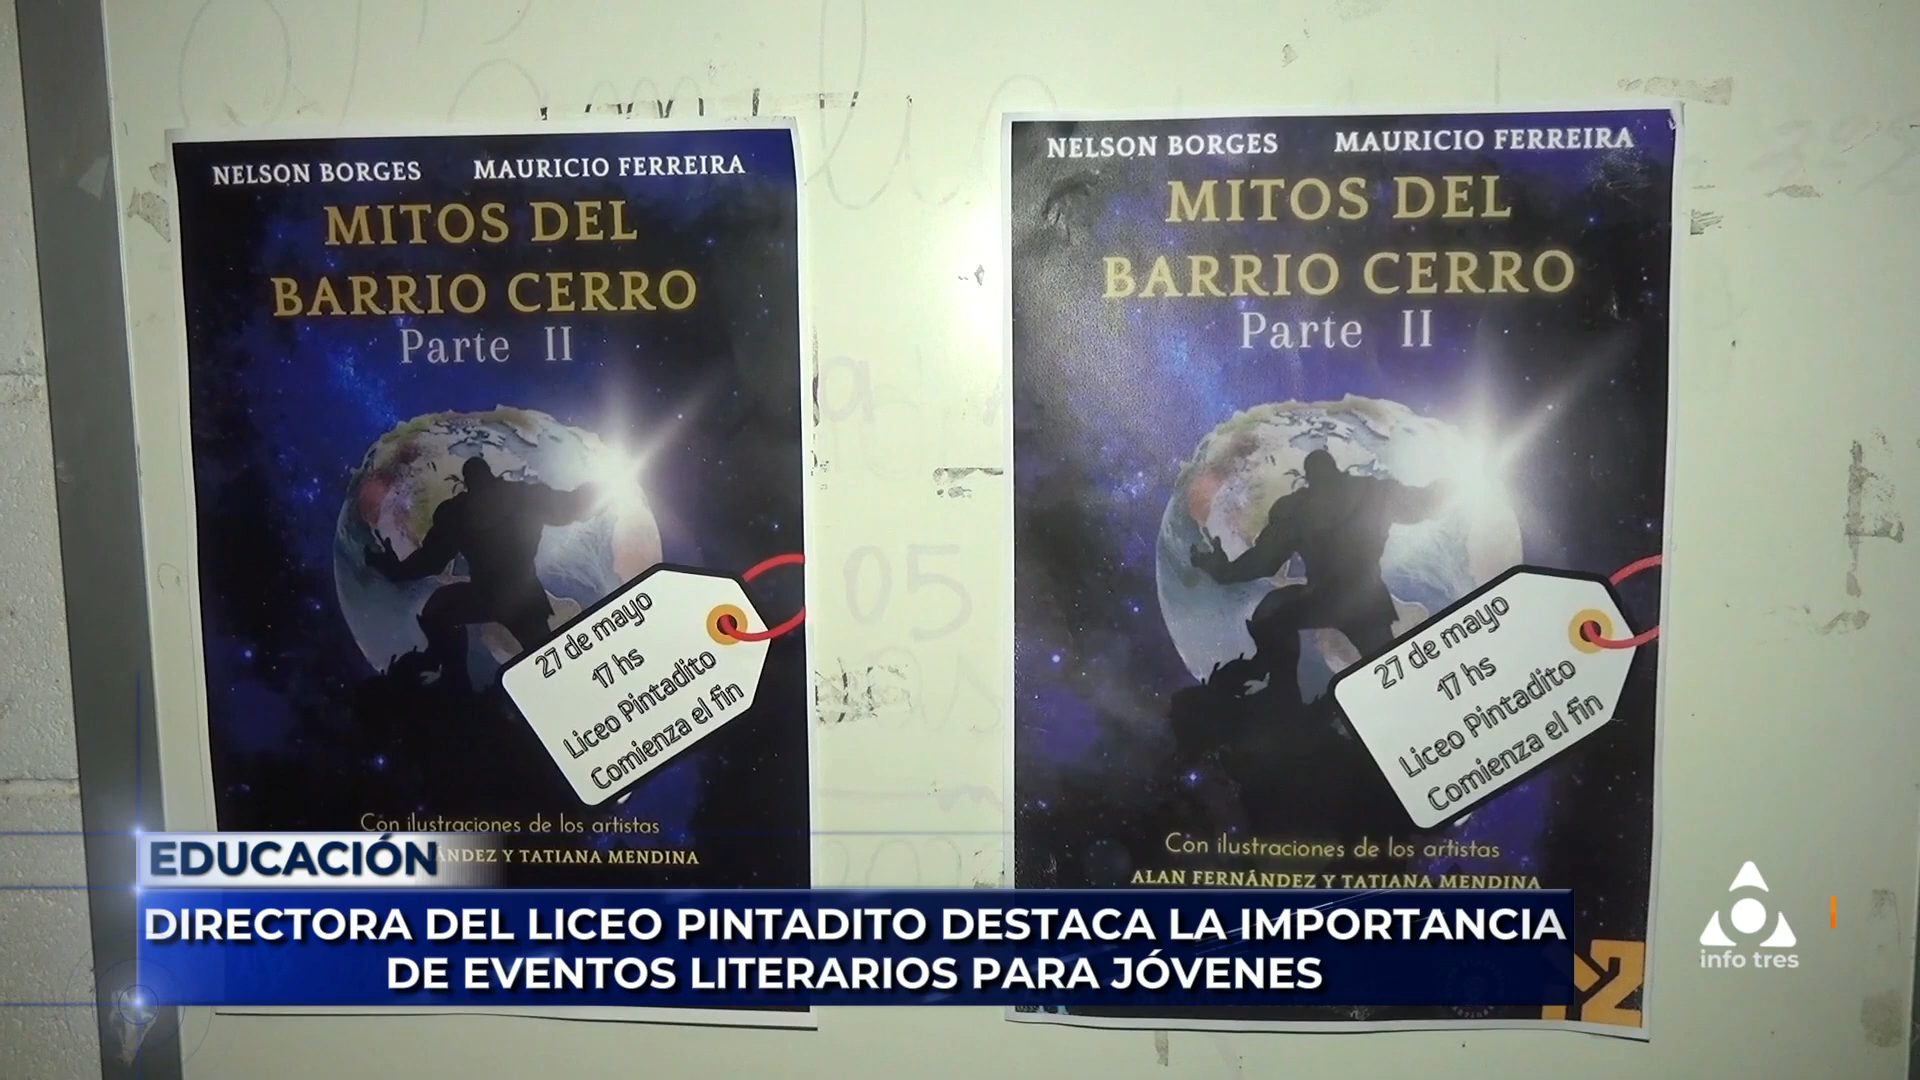 NELSON BORGES MAURICIO FERREIRA
MITOS DEL
BARRIO CERRO
Parte II
27 de mayo
17 hs
Liceo Pintadito
Comienza el fin
Con ilustraciones de los artistas
Y TATIANA MENDINA
NELSON BORGES MAURICIO FERREIRA
MITOS DEL
BARRIO CERRO
Parte II
27 de mayo
17 hs
Liceo Pintadito
Comienza el fin
Con ilustraciones de los artistas
ALAN FERNÁNDEZ Y TATIANA MENDINA
05
EDUCACIÓN
DIRECTORA DEL LICEO PINTADITO DESTACA LA IMPORTANCIA
DE EVENTOS LITERARIOS PARA JÓVENES
info tres